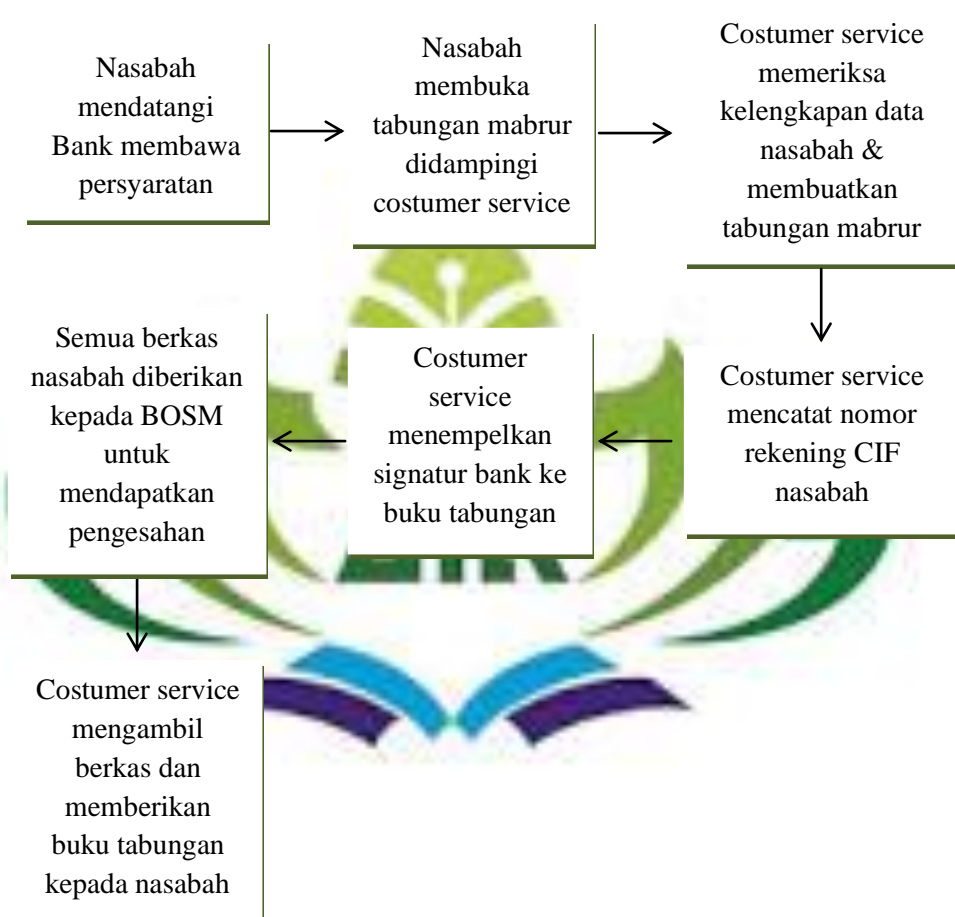 Nasabah
mendatangi
Bank membawa
persyaratan
Nasabah
membuka
tabungan mabrur
didampingi
costumer service
Costumer service
memeriksa
kelengkapan data
nasabah &
membuatkan
tabungan mabrur
Costumer service
mencatat nomor
rekening CIF
nasabah
Costumer
service
menempelkan
signatur bank ke
buku tabungan
Semua berkas
nasabah diberikan
kepada BOSM
untuk
mendapatkan
pengesahan
Costumer service
mengambil
berkas dan
memberikan
buku tabungan
kepada nasabah